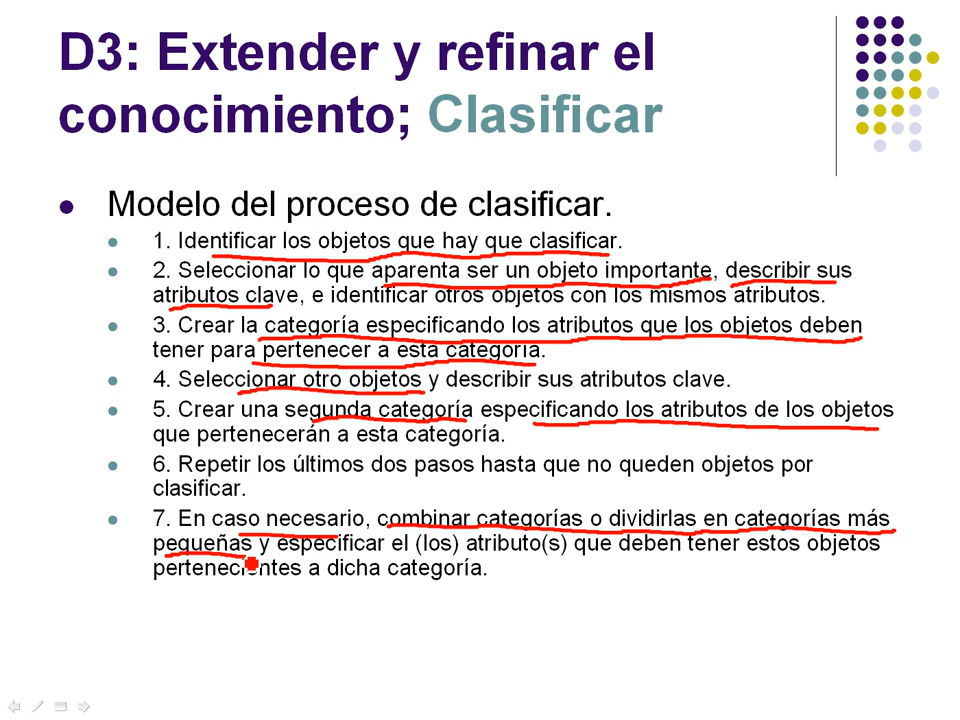 D3: Extender y refinar el
conocimiento; Clasificar
Modelo del proceso de clasificar.
1. Identificar los objetos que hay que clasificar.
2. Seleccionar lo que aparenta ser un objeto importante, describir sus
atributos clave, e identificar otros objetos con los mismos atributos.
3. Crear la categoría especificando los atributos que los objetos deben
tener para pertenecer a esta categoría.
4. Seleccionar otro objetos y describir sus atributos clave.
5. Crear una segunda categoría especificando los atributos de los objetos
que pertenecerán a esta categoría.
6. Repetir los últimos dos pasos hasta que no queden objetos por
clasificar.
7. En caso necesario, combinar categorías o dividirlas en categorías más
pequeñas y especificar el (los) atributo(s) que deben tener estos objetos
pertenecientes a dicha categoría.